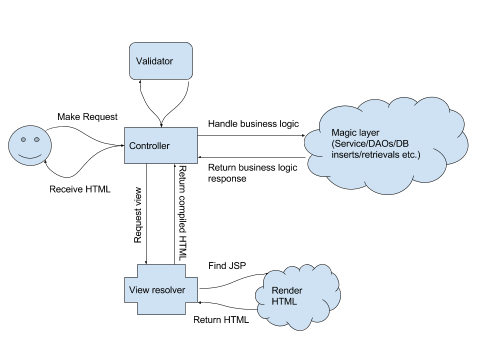 Validator
Make Request
Handle business logic
Controller
Magic layer
(Service/DAOs/DB
inserts/retrievals etc.)
Return business logic
response
Receive HTML
Request view
Return compiled HTML
Find JSP
View resolver
Render
HTML
Return HTML